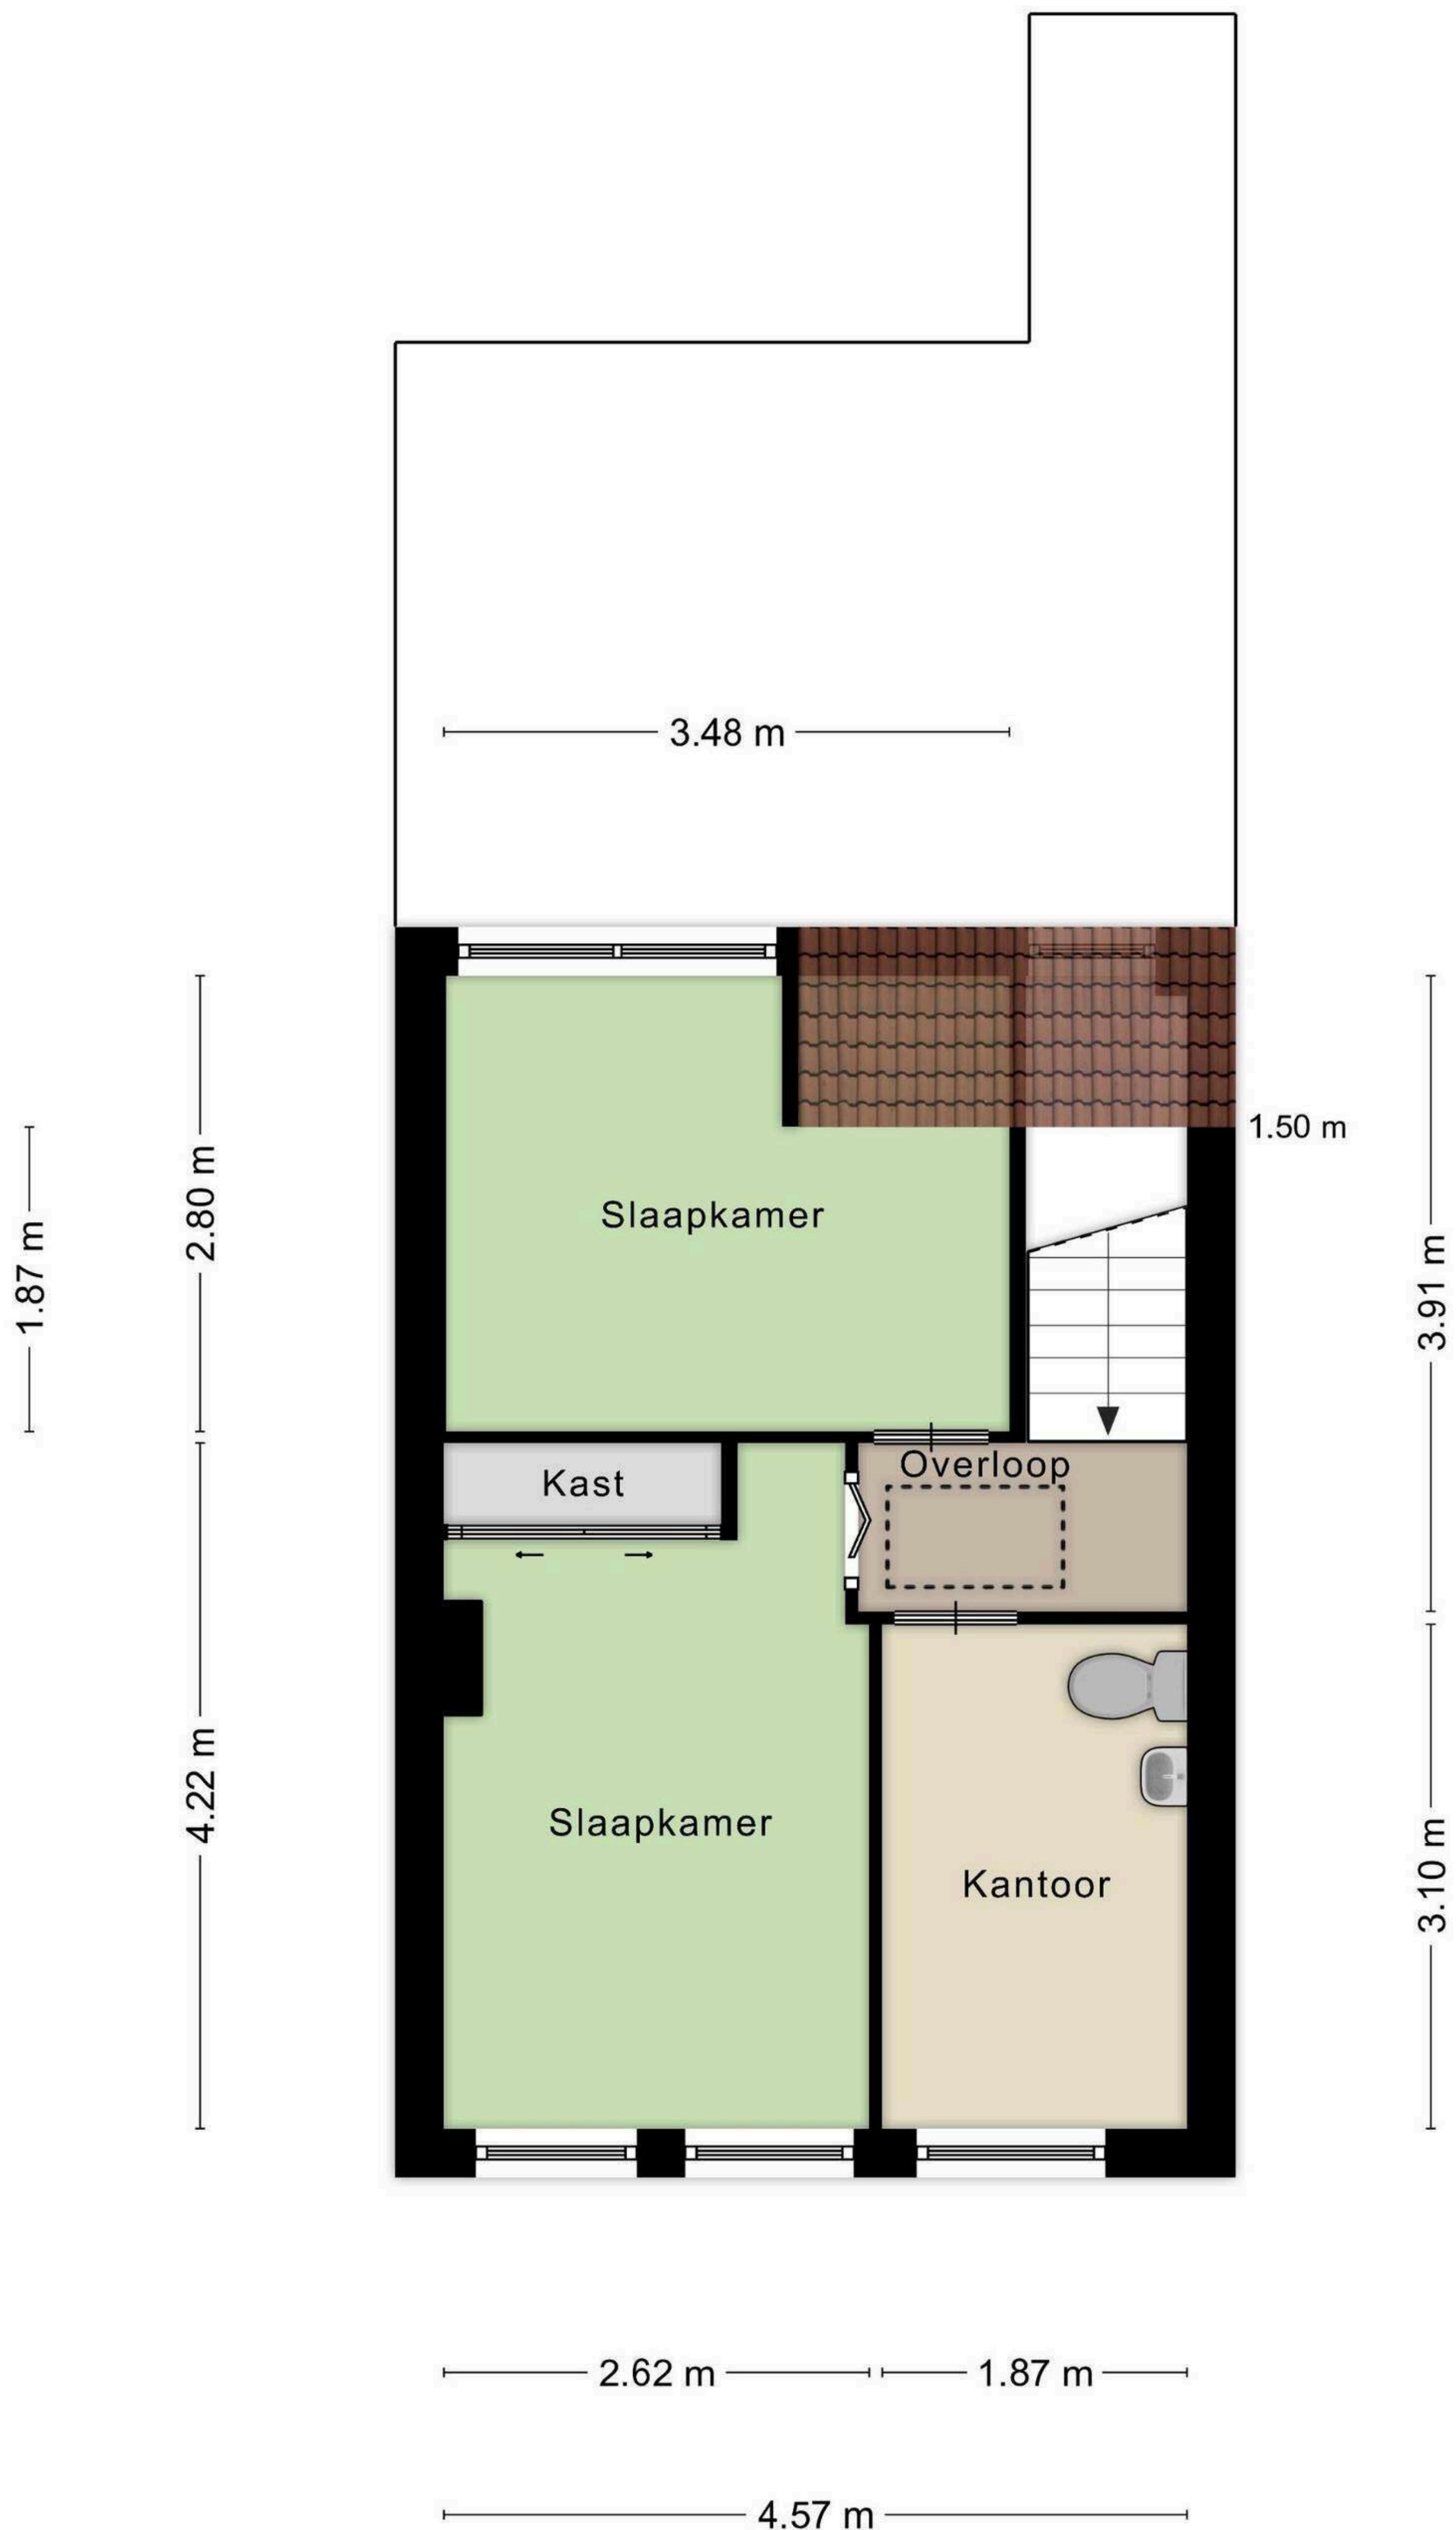 3.48 m
1.50 m
2.80 m
1.87 m
3.91 m
Slaapkamer
Overloop
Kast
4.22 m
Slaapkamer
Kantoor
3.10 m
2.62 m
1.87 m
4.57 m